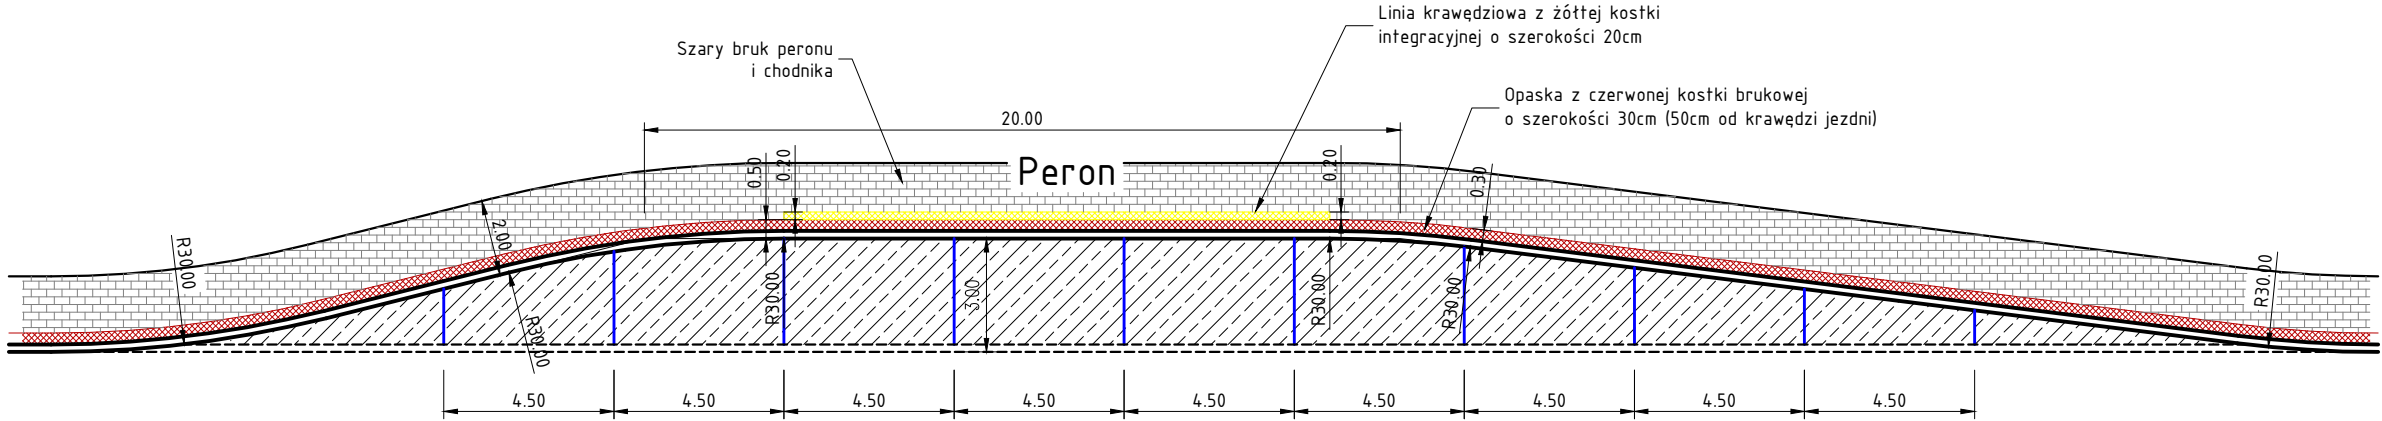 Linia krawędziowa z żółtej kostki
integracyjnej o szerokości 20cm
Szary bruk peronu
i chodnika
Opaska z czerwonej kostki brukowej
o szerokości 30cm (50cm od krawędzi jezdni)
20.00
Peron
0.50
0.20
0.20
0.30
2.00
R30.00
R30.00
R30.00
3.00
R30.00
R30.00
R30.00
4.50
4.50
4.50
4.50
4.50
4.50
4.50
4.50
4.50